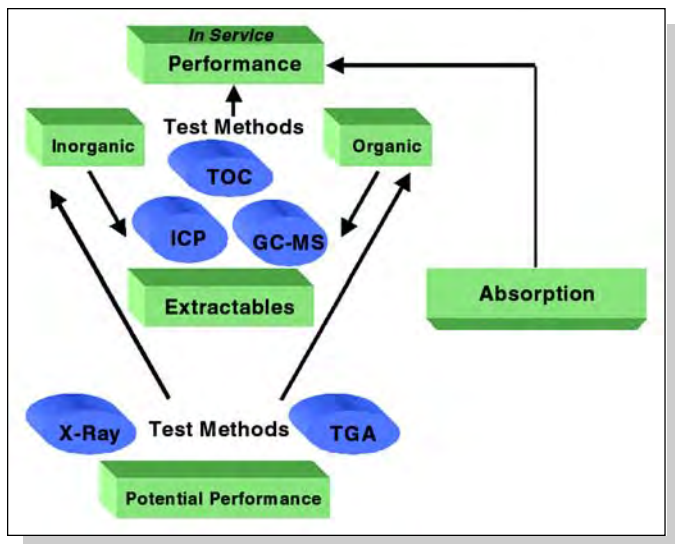 In Service
Performance
Test Methods
Inorganic
Organic
TOC
ICP
GC-MS
Extractables
Absorption
X-Ray
Test Methods
TGA
Potential Performance